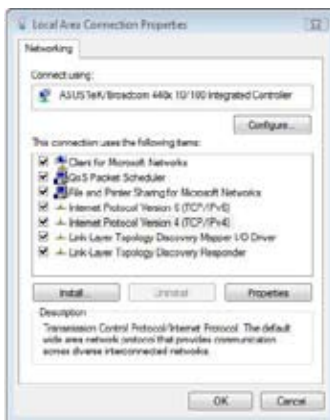 Local Area Connection Properties
Networking
Connect using:
ASUSTeK/Broadcom 440x 10/100 Integrated Controller
Configure...
This connection uses the following items:
Client for Microsoft Networks
QoS Packet Scheduler
File and Printer Sharing for Microsoft Networks
Internet Protocol Version 6 (TCP/IPv6)
Internet Protocol Version 4 (TCP/IPv4)
Link-Layer Topology Discovery Mapper I/O Driver
Link-Layer Topology Discovery Responder
Install...
Uninstall
Properties
Description
Transmission Control Protocol/Internet Protocol. The default
wide area network protocol that provides communication
across diverse interconnected networks.
OK
Cancel